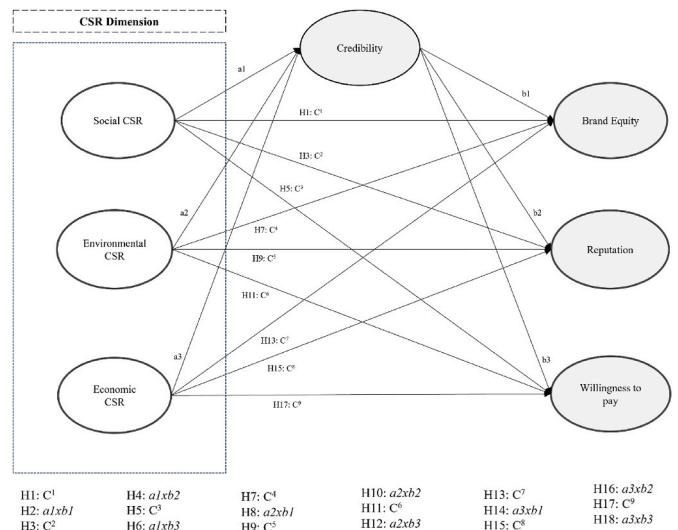 CSR Dimension
Credibility
a1
b1
Social CSR
H1: C¹
Brand Equity
H3: C²
H5: C³
a2
b2
H7: C⁴
Environmental
CSR
H9: C⁵
Reputation
H11: C⁶
H13: C⁷
a3
b3
H15: C⁸
Economic
CSR
Willingness to
pay
H17: C⁹
H1: C¹
H2: a1xb1
H3: C²
H4: a1xb2
H5: C³
H6: a1xb3
H7: C⁴
H8: a2xb1
H9: C⁵
H10: a2xb2
H11: C⁶
H12: a2xb3
H13: C⁷
H14: a3xb1
H15: C⁸
H16: a3xb2
H17: C⁹
H18: a3xb3